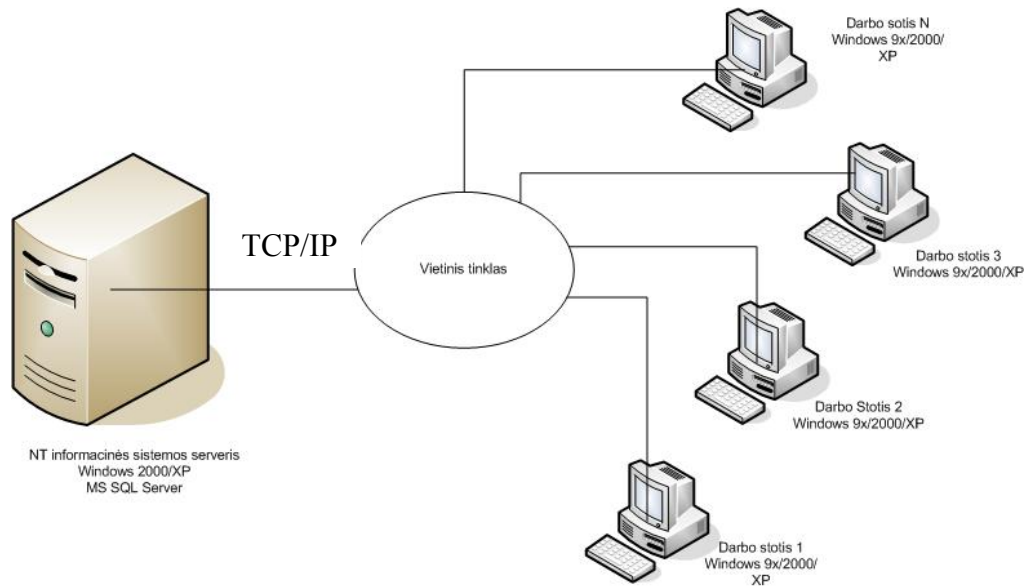 Darbo sotis N
Windows 9x/2000/
XP
TCP/IP
Vietinis tinklas
Darbo stotis 3
Windows 9x/2000/XP
Darbo Stotis 2
Windows 9x/2000/XP
NT informacinės sistemos serveris
Windows 2000/XP
MS SQL Server
Darbo stotis 1
Windows 9x/2000/
XP